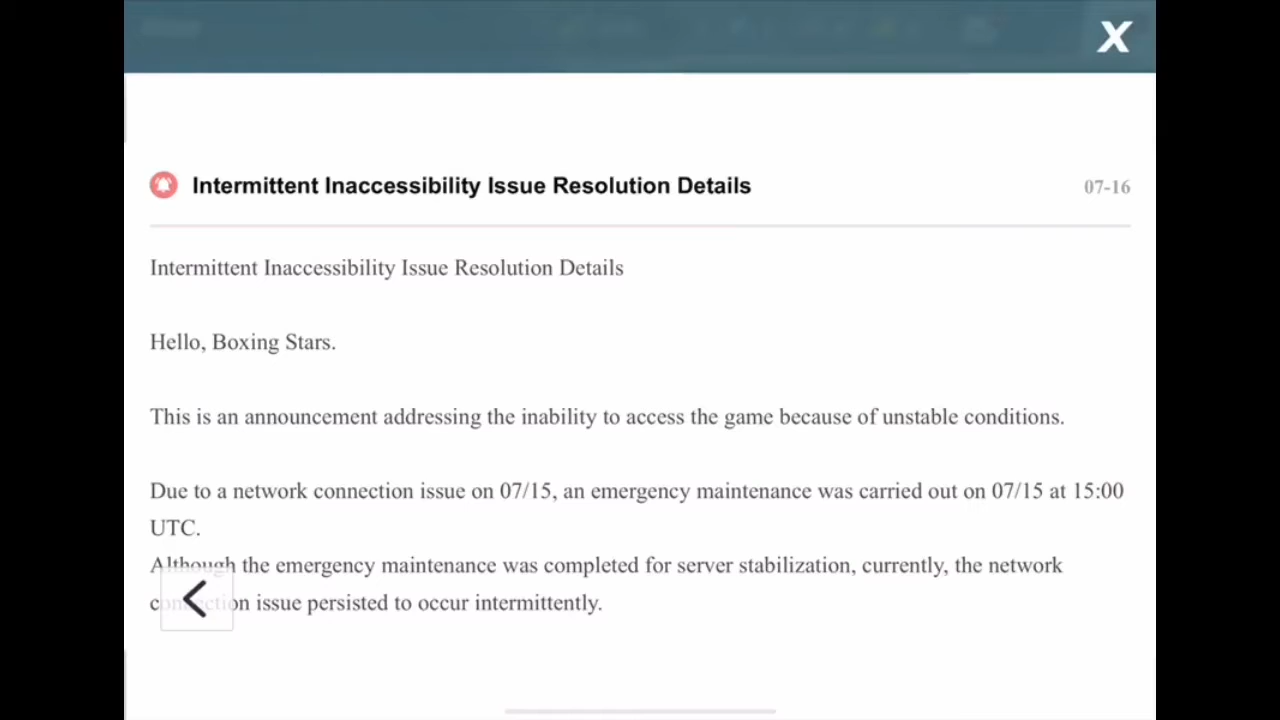 X
Intermittent Inaccessibility Issue Resolution Details
07-16
Intermittent Inaccessibility Issue Resolution Details
Hello, Boxing Stars.
This is an announcement addressing the inability to access the game because of unstable conditions.
Due to a network connection issue on 07/15, an emergency maintenance was carried out on 07/15 at 15:00
UTC.
Although the emergency maintenance was completed for server stabilization, currently, the network
connection issue persisted to occur intermittently.